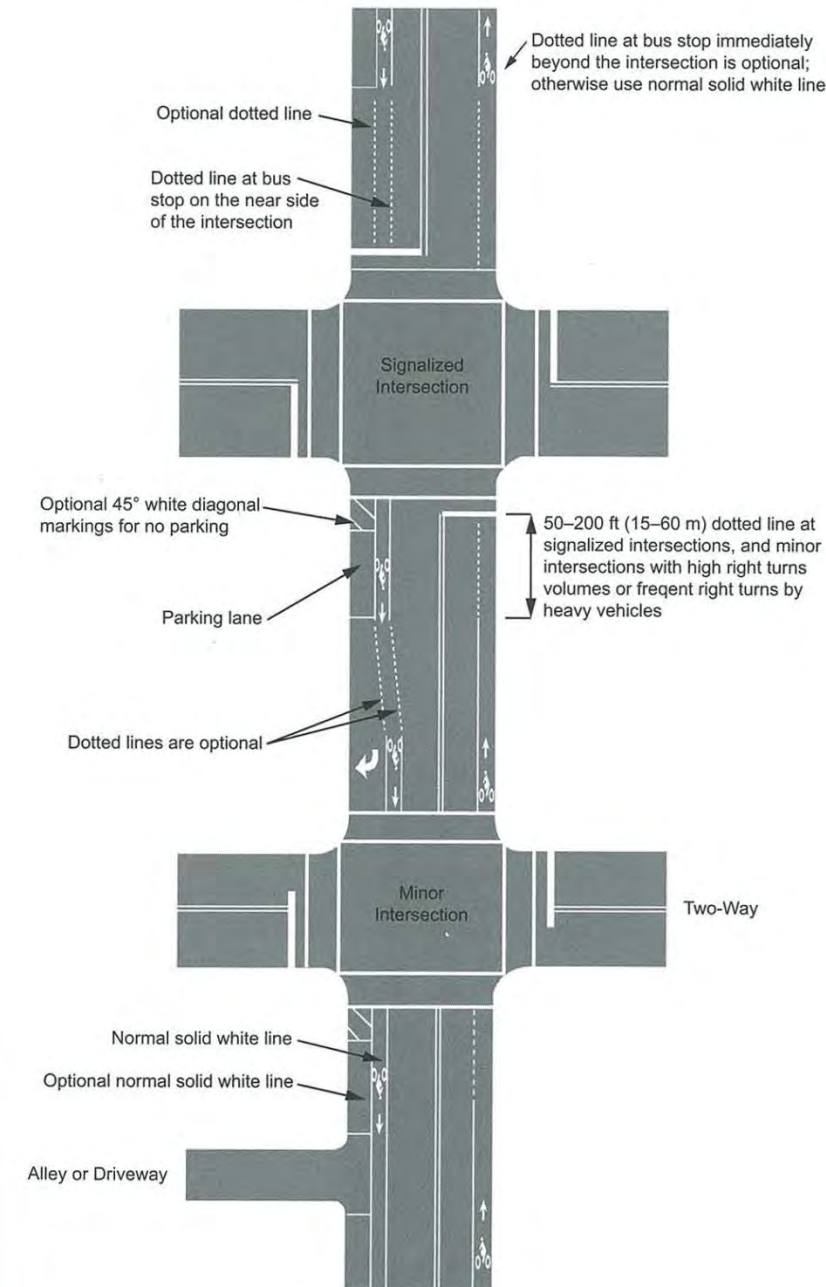 Dotted line at bus stop immediately
beyond the intersection is optional;
otherwise use normal solid white line
Optional dotted line
Dotted line at bus
stop on the near side
of the intersection
Signalized
Intersection
Optional 45° white diagonal
markings for no parking
50–200 ft (15–60 m) dotted line at
signalized intersections, and minor
intersections with high right turns
volumes or freqent right turns by
heavy vehicles
Parking lane
Dotted lines are optional
Minor
Intersection
Two-Way
Normal solid white line
Optional normal solid white line
Alley or Driveway